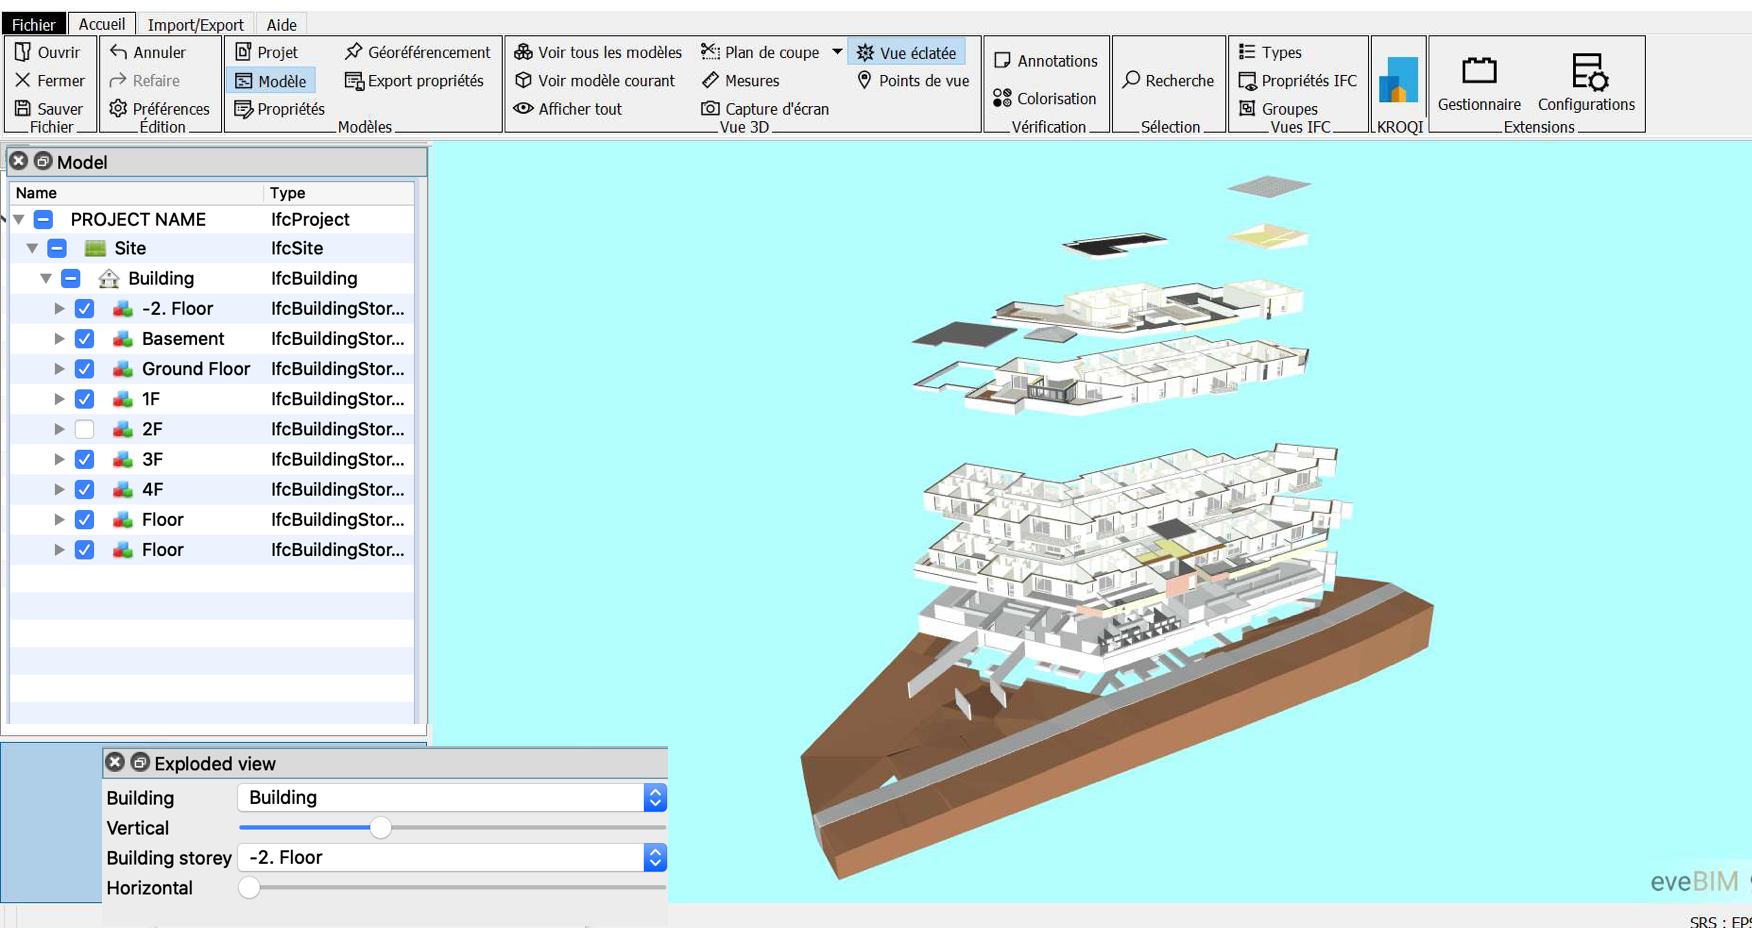 Fichier Accueil Import/Export Aide
Ouvrir Annuler Projet Géoréférencement Voir tous les modèles Plan de coupe Vue éclatée Annotations Recherche Types Gestionnaire Configurations
Fermer Refaire Modèle Export propriétés Voir modèle courant Mesures Points de vue Colorisation Propriétés IFC
Sauver Préférences Propriétés Afficher tout Capture d'écran Groupes
Fichier Édition Modèles Vue 3D Vérification Sélection Vues IFC KROQI Extensions
Model
Name Type
PROJECT NAME IfcProject
Site IfcSite
Building IfcBuilding
-2. Floor IfcBuildingStor...
Basement IfcBuildingStor...
Ground Floor IfcBuildingStor...
1F IfcBuildingStor...
2F IfcBuildingStor...
3F IfcBuildingStor...
4F IfcBuildingStor...
Floor IfcBuildingStor...
Floor IfcBuildingStor...
Exploded view
Building Building
Vertical
Building storey -2. Floor
Horizontal
eveBIM
SRS : EPS